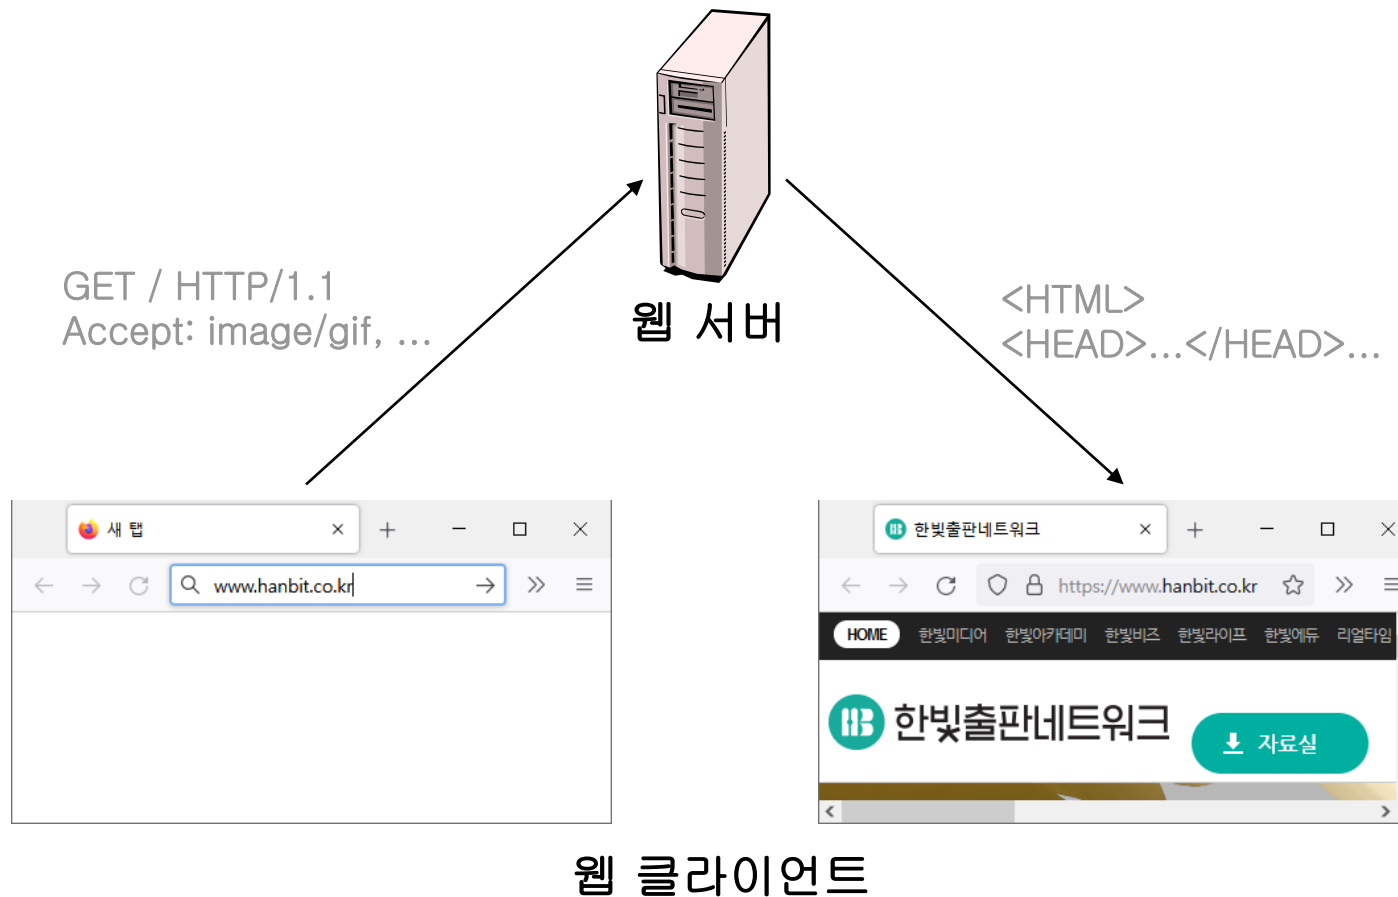 GET / HTTP/1.1
Accept: image/gif, ...
웹 서버
<HTML>
<HEAD>...</HEAD>...
새 탭
www.hanbit.co.kr
한빛출판네트워크
https://www.hanbit.co.kr
HOME 한빛미디어 한빛아카데미 한빛비즈 한빛라이프 한빛에듀 리얼타임
한빛출판네트워크
자료실
웹 클라이언트